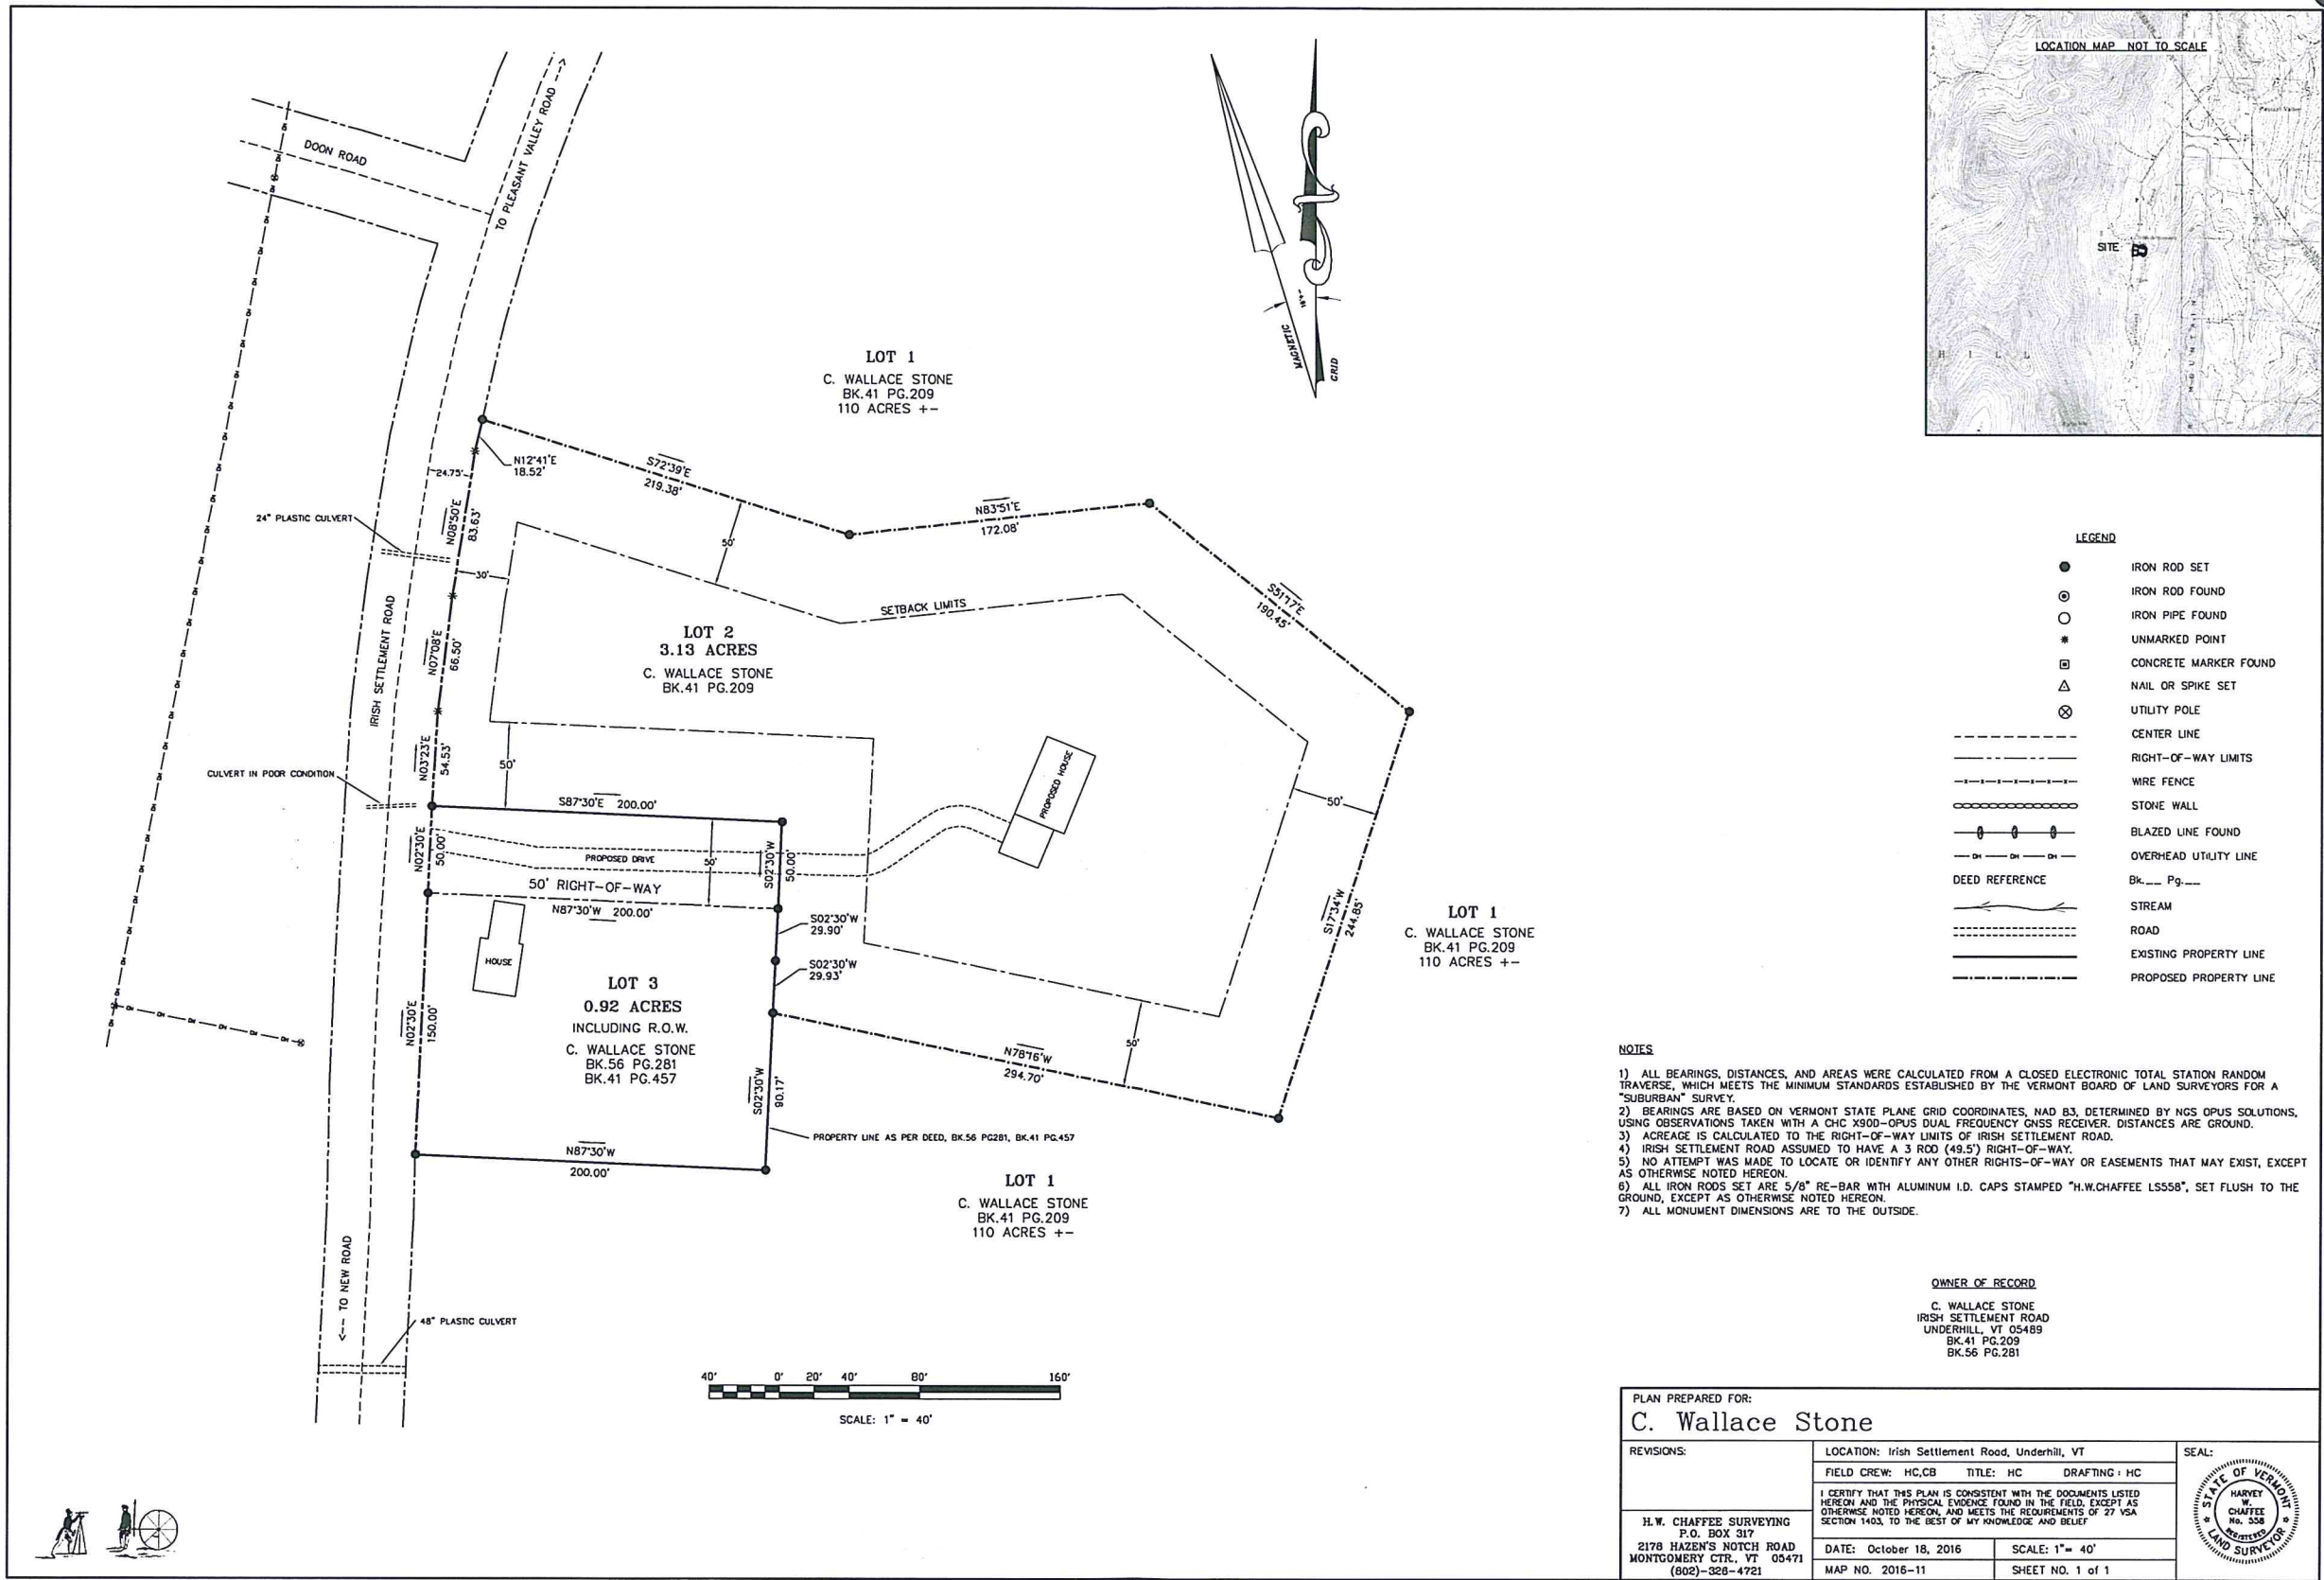 LOCATION MAP NOT TO SCALE
SITE
HILL
DOON ROAD
TO PLEASANT VALLEY ROAD
MAGNETIC
GRID
LOT 1
C. WALLACE STONE
BK.41 PG.209
110 ACRES +-
N12°41'E
18.52'
24.75'
S72°39'E
219.38'
N83°51'E
172.08'
24" PLASTIC CULVERT
N08°50'E
83.63'
30'
50'
SETBACK LIMITS
S51°17'E
190.45'
IRISH SETTLEMENT ROAD
N07°08'E
66.50'
LOT 2
3.13 ACRES
C. WALLACE STONE
BK.41 PG.209
CULVERT IN POOR CONDITION
N03°23'E
54.53'
50'
S87°30'E 200.00'
PROPOSED HOUSE
50'
N02°30'E
50.00'
PROPOSED DRIVE
50'
S02°30'W
50.00'
50' RIGHT-OF-WAY
N87°30'W 200.00'
S02°30'W
29.90'
S02°30'W
29.93'
S17°34'W
244.85'
LOT 1
C. WALLACE STONE
BK.41 PG.209
110 ACRES +-
HOUSE
LOT 3
0.92 ACRES
INCLUDING R.O.W.
C. WALLACE STONE
BK.56 PG.281
BK.41 PG.457
N02°30'E
150.00'
S02°30'W
90.17'
N78°16'W
294.70'
50'
PROPERTY LINE AS PER DEED, BK.56 PG281, BK.41 PG.457
N87°30'W
200.00'
LOT 1
C. WALLACE STONE
BK.41 PG.209
110 ACRES +-
TO NEW ROAD
48" PLASTIC CULVERT
40' 0' 20' 40' 80' 160'
SCALE: 1" = 40'
LEGEND
IRON ROD SET
IRON ROD FOUND
IRON PIPE FOUND
UNMARKED POINT
CONCRETE MARKER FOUND
NAIL OR SPIKE SET
UTILITY POLE
CENTER LINE
RIGHT-OF-WAY LIMITS
WIRE FENCE
STONE WALL
BLAZED LINE FOUND
OVERHEAD UTILITY LINE
DEED REFERENCE Bk.__ Pg.__
STREAM
ROAD
EXISTING PROPERTY LINE
PROPOSED PROPERTY LINE
NOTES
1) ALL BEARINGS, DISTANCES, AND AREAS WERE CALCULATED FROM A CLOSED ELECTRONIC TOTAL STATION RANDOM
TRAVERSE, WHICH MEETS THE MINIMUM STANDARDS ESTABLISHED BY THE VERMONT BOARD OF LAND SURVEYORS FOR A
"SUBURBAN" SURVEY.
2) BEARINGS ARE BASED ON VERMONT STATE PLANE GRID COORDINATES, NAD 83, DETERMINED BY NGS OPUS SOLUTIONS,
USING OBSERVATIONS TAKEN WITH A CHC X90D-OPUS DUAL FREQUENCY GNSS RECEIVER. DISTANCES ARE GROUND.
3) ACREAGE IS CALCULATED TO THE RIGHT-OF-WAY LIMITS OF IRISH SETTLEMENT ROAD.
4) IRISH SETTLEMENT ROAD ASSUMED TO HAVE A 3 ROD (49.5') RIGHT-OF-WAY.
5) NO ATTEMPT WAS MADE TO LOCATE OR IDENTIFY ANY OTHER RIGHTS-OF-WAY OR EASEMENTS THAT MAY EXIST, EXCEPT
AS OTHERWISE NOTED HEREON.
6) ALL IRON RODS SET ARE 5/8" RE-BAR WITH ALUMINUM I.D. CAPS STAMPED "H.W.CHAFFEE LS558", SET FLUSH TO THE
GROUND, EXCEPT AS OTHERWISE NOTED HEREON.
7) ALL MONUMENT DIMENSIONS ARE TO THE OUTSIDE.
OWNER OF RECORD
C. WALLACE STONE
IRISH SETTLEMENT ROAD
UNDERHILL, VT 05489
BK.41 PG.209
BK.56 PG.281
PLAN PREPARED FOR:
C. Wallace Stone
REVISIONS:
LOCATION: Irish Settlement Road, Underhill, VT
FIELD CREW: HC,CB TITLE: HC DRAFTING : HC
I CERTIFY THAT THIS PLAN IS CONSISTENT WITH THE DOCUMENTS LISTED
HEREON AND THE PHYSICAL EVIDENCE FOUND IN THE FIELD, EXCEPT AS
OTHERWISE NOTED HEREON, AND MEETS THE REQUIREMENTS OF 27 VSA
SECTION 1403, TO THE BEST OF MY KNOWLEDGE AND BELIEF
H.W. CHAFFEE SURVEYING
P.O. BOX 317
2178 HAZEN'S NOTCH ROAD
MONTGOMERY CTR., VT 05471
(802)-326-4721
DATE: October 18, 2016
SCALE: 1"= 40'
MAP NO. 2016-11
SHEET NO. 1 of 1
SEAL:
STATE OF VERMONT
HARVEY
W.
CHAFFEE
No. 558
REGISTERED
LAND SURVEYOR